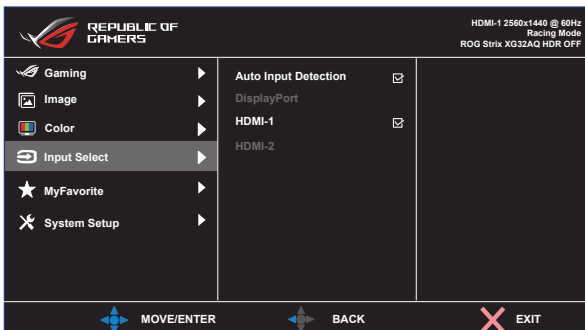 REPUBLIC OF
GAMERS
HDMI-1 2560x1440 @ 60Hz
Racing Mode
ROG Strix XG32AQ HDR OFF
Gaming
Image
Color
Input Select
MyFavorite
System Setup
Auto Input Detection
DisplayPort
HDMI-1
HDMI-2
MOVE/ENTER
BACK
EXIT